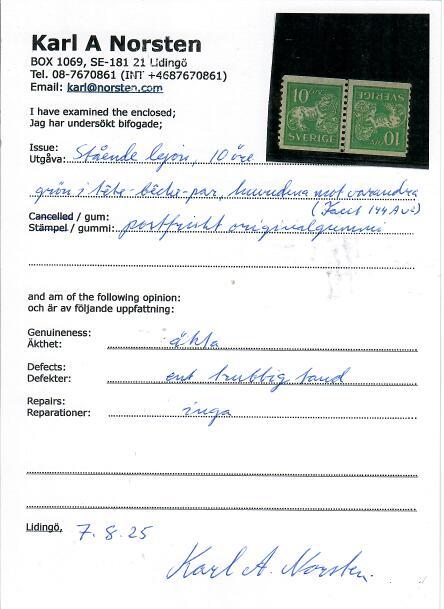 Karl A Norsten
BOX 1069, SE-181 21 Lidingö
Tel. 08-7670861 (INT +4687670861)
Email: karl@norsten.com
10 öre SVERIGE
10 öre SVERIGE
I have examined the enclosed;
Jag har undersökt bifogade;
Issue:
Utgåva: Stående lejon, 10 öre
grön i tête-bêche-par, huvudena mot varandra
(Facit 144A
Cancelled / gum:
Stämpel / gummi: postfriskt originalgummi
and am of the following opinion:
och är av följande uppfattning:
Genuineness:
Äkthet: äkta
Defects:
Defekter: ent trubbig tand
Repairs:
Reparationer: inga
Lidingö, 7.8.25
Karl A. Norsten.